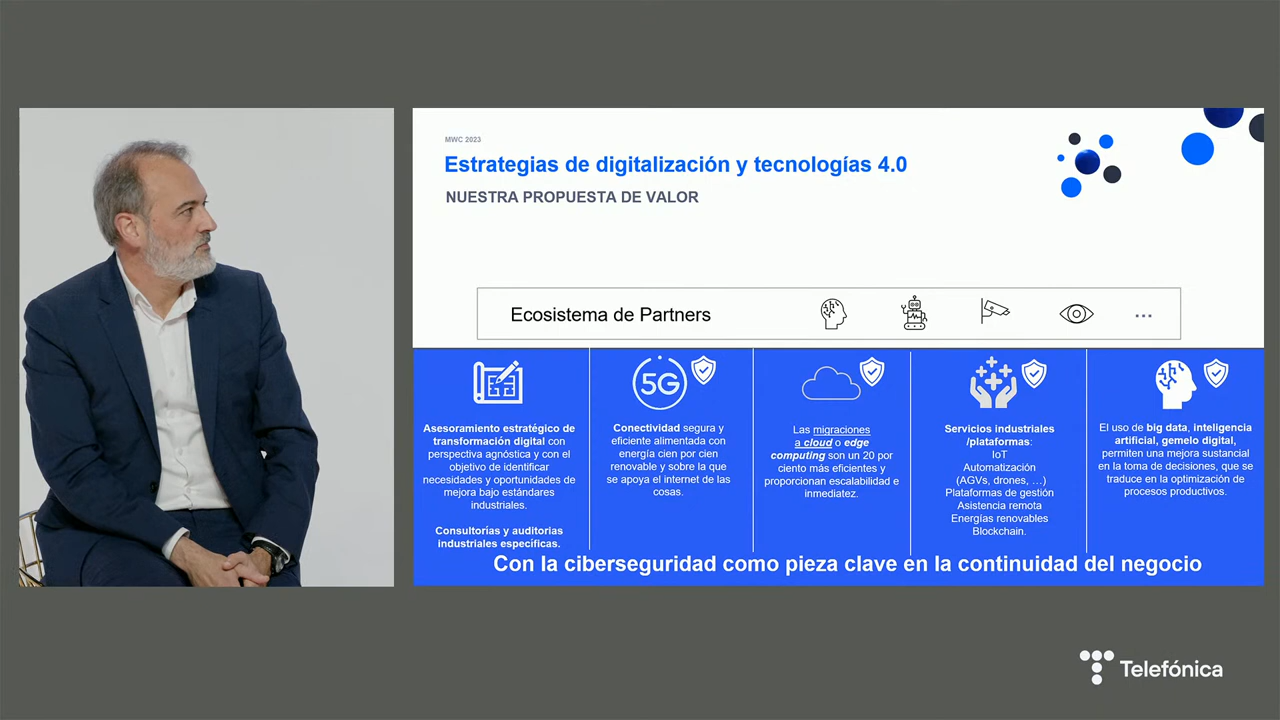 MWC 2023
Estrategias de digitalización y tecnologías 4.0
NUESTRA PROPUESTA DE VALOR
Ecosistema de Partners
...
Asesoramiento estratégico de
transformación digital con
perspectiva agnóstica y con el
objetivo de identificar
necesidades y oportunidades de
mejora bajo estándares
industriales.
Consultorías y auditorias
industriales específicas.
5G
Conectividad segura y
eficiente alimentada con
energía cien por cien
renovable y sobre la que
se apoya el internet de las
cosas.
Las migraciones
a cloud o edge
computing son un 20 por
ciento más eficientes y
proporcionan escalabilidad e
inmediatez.
Servicios industriales
/plataformas:
IoT
Automatización
(AGVs, drones, …)
Plataformas de gestión
Asistencia remota
Energías renovables
Blockchain.
El uso de big data, inteligencia
artificial, gemelo digital,
permiten una mejora sustancial
en la toma de decisiones, que se
traduce en la optimización de
procesos productivos.
Con la ciberseguridad como pieza clave en la continuidad del negocio
Telefónica